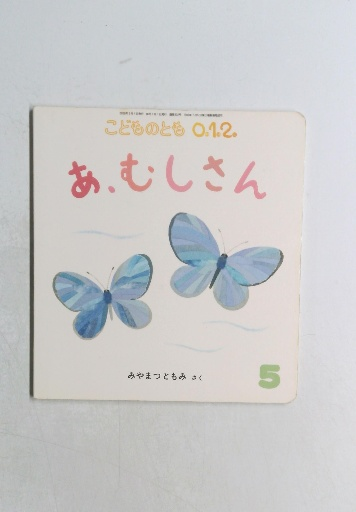 こどものとも 0.1.2.
あ、むしさん
みやまつともみ さく
5